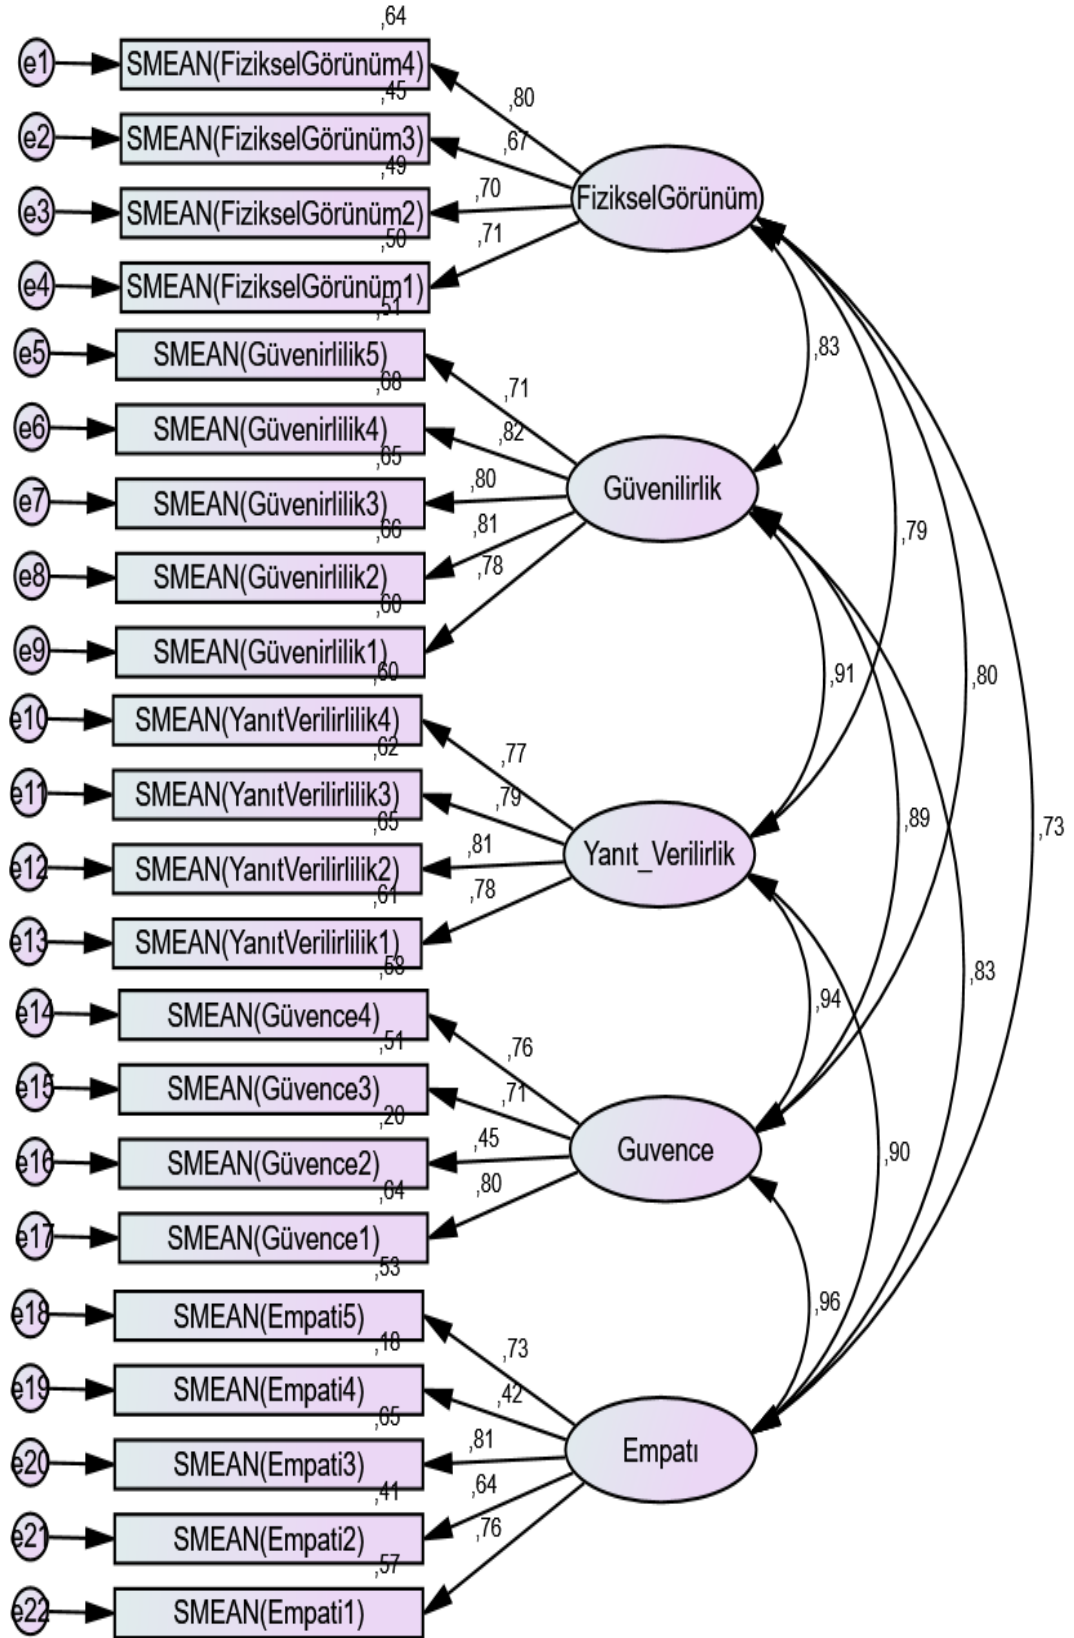 ,64
e1 SMEAN(FizikselGörünüm4) ,80
,45
e2 SMEAN(FizikselGörünüm3) ,67
,49
e3 SMEAN(FizikselGörünüm2) ,70
,50
e4 SMEAN(FizikselGörünüm1) ,71
FizikselGörünüm
,51
e5 SMEAN(Güvenirlilik5) ,71
,68
e6 SMEAN(Güvenirlilik4) ,82
,65
e7 SMEAN(Güvenirlilik3) ,80
,66
e8 SMEAN(Güvenirlilik2) ,81
,60
e9 SMEAN(Güvenirlilik1) ,78
Güvenilirlik
,60
e10 SMEAN(YanıtVerilirlilik4) ,77
,62
e11 SMEAN(YanıtVerilirlilik3) ,79
,65
e12 SMEAN(YanıtVerilirlilik2) ,81
,61
e13 SMEAN(YanıtVerilirlilik1) ,78
Yanıt_Verilirlik
,58
e14 SMEAN(Güvence4) ,76
,51
e15 SMEAN(Güvence3) ,71
,20
e16 SMEAN(Güvence2) ,45
,64
e17 SMEAN(Güvence1) ,80
Guvence
,53
e18 SMEAN(Empati5) ,73
,18
e19 SMEAN(Empati4) ,42
,65
e20 SMEAN(Empati3) ,81
,41
e21 SMEAN(Empati2) ,64
,57
e22 SMEAN(Empati1) ,76
Empatı
,83
,79
,91
,80
,89
,73
,83
,94
,90
,96